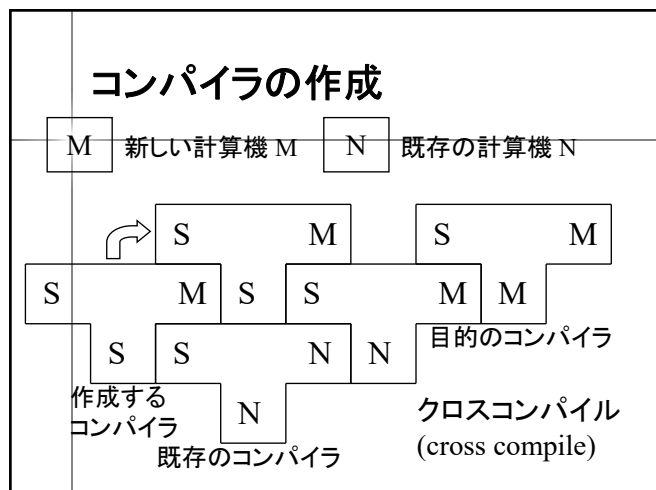 コンパイラの作成
M 新しい計算機 M N 既存の計算機 N
S M S M
S M S S M M
目的のコンパイラ
S S N N
作成する
コンパイラ
N
クロスコンパイル
(cross compile)
既存のコンパイラ